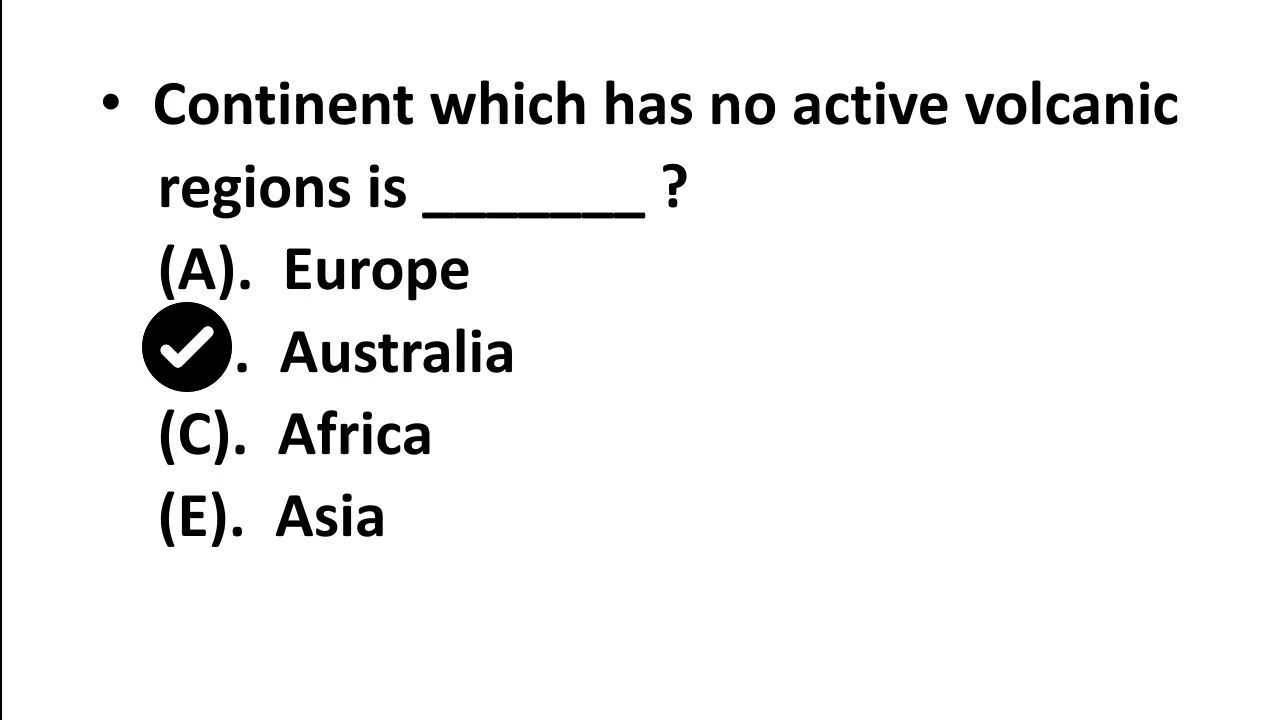 • Continent which has no active volcanic
regions is _______ ?
(A). Europe
. Australia
(C). Africa
(E). Asia